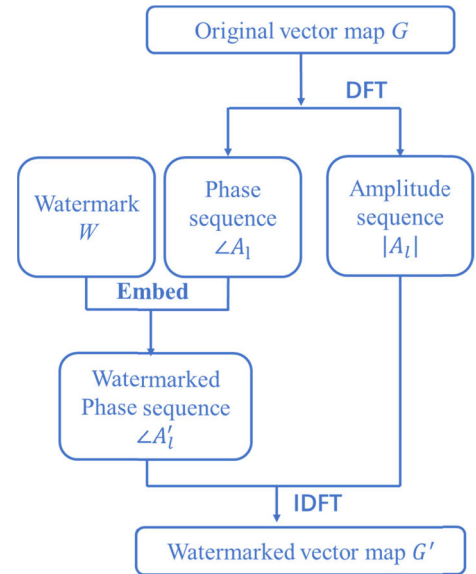 Original vector map G
DFT
Watermark
W
Phase
sequence
∠A₁
Amplitude
sequence
|Aₗ|
Embed
Watermarked
Phase sequence
∠A′ₗ
IDFT
Watermarked vector map G′